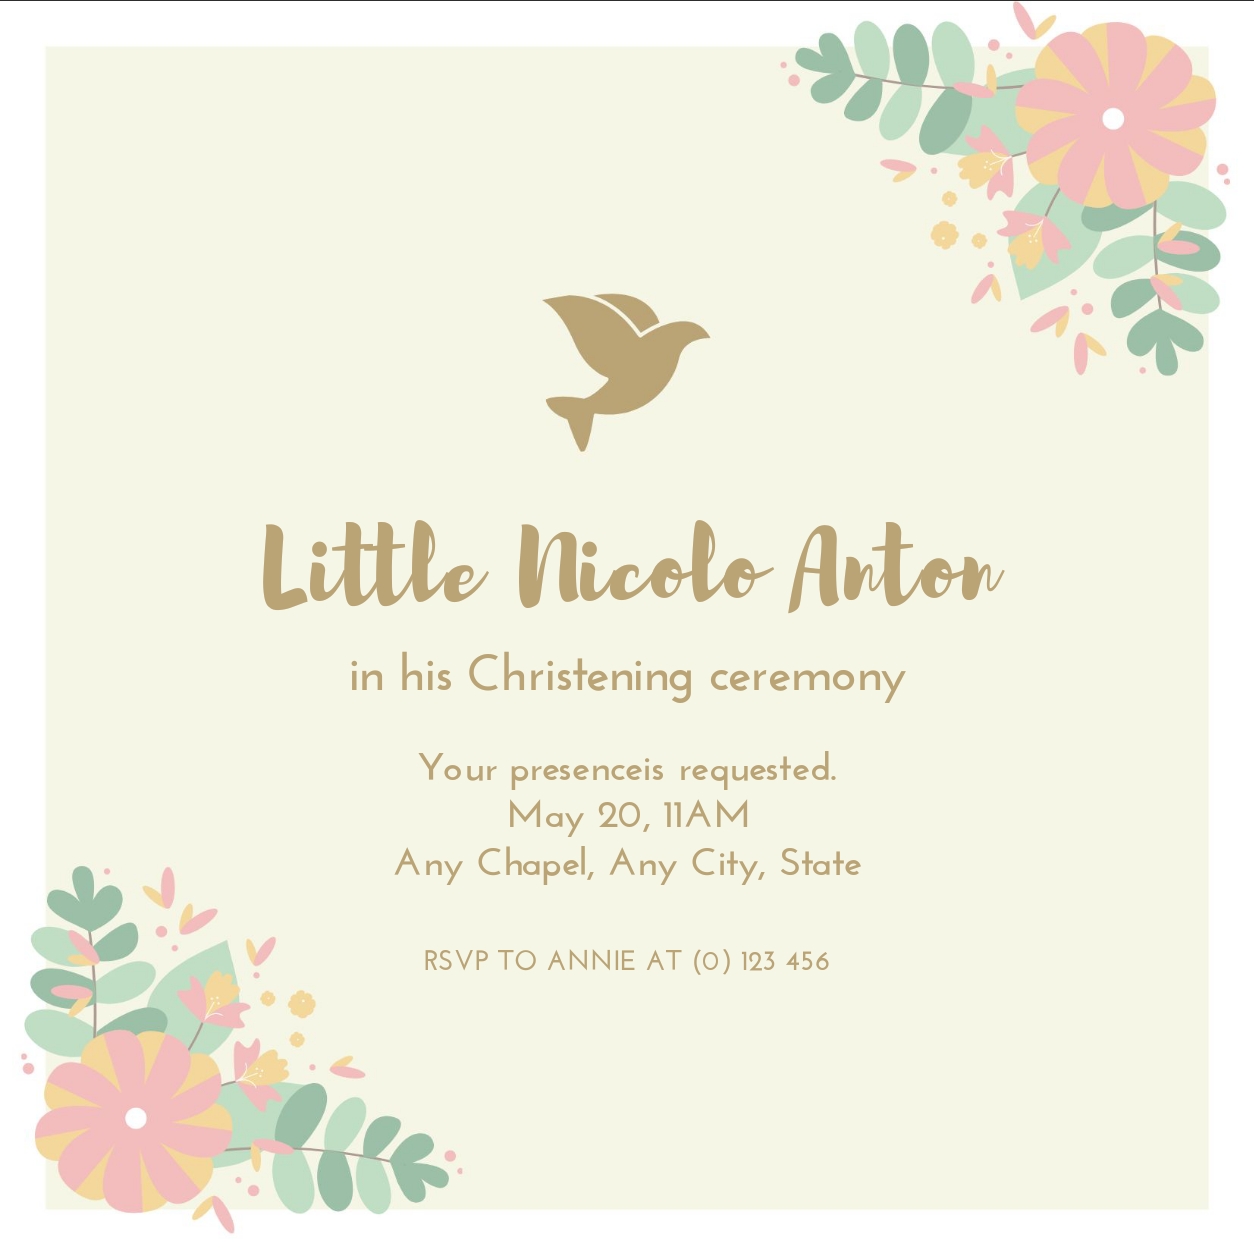 Little Nicolo Anton
in his Christening ceremony
Your presenceis requested.
May 20, 11AM
Any Chapel, Any City, State
RSVP TO ANNIE AT (0) 123 456